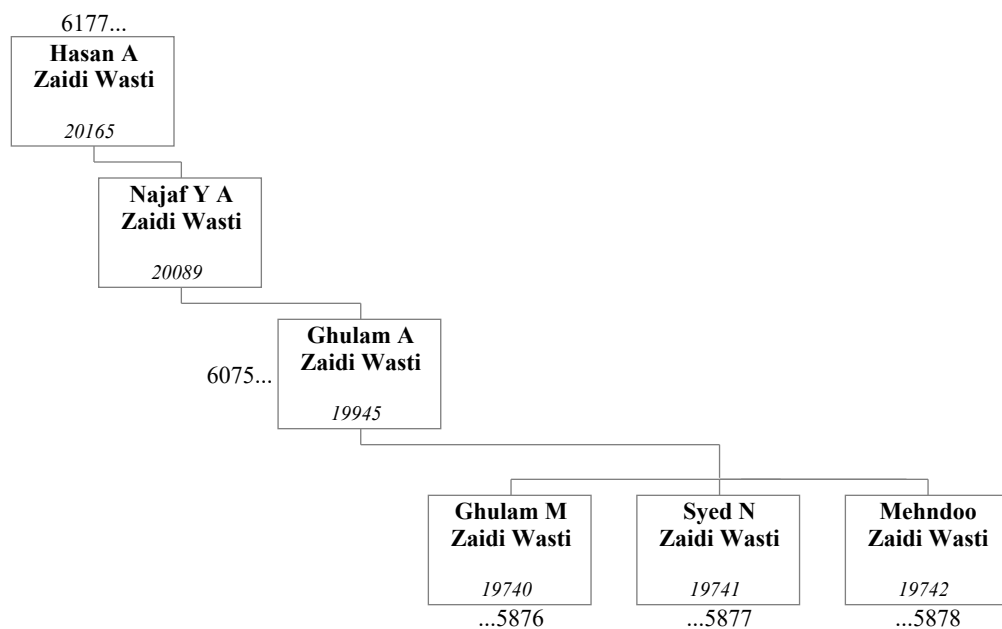 6177...
Hasan A
Zaidi Wasti
20165
Najaf Y A
Zaidi Wasti
20089
Ghulam A
Zaidi Wasti
6075...
19945
Ghulam M
Zaidi Wasti
19740
...5876
Syed N
Zaidi Wasti
19741
...5877
Mehndoo
Zaidi Wasti
19742
...5878